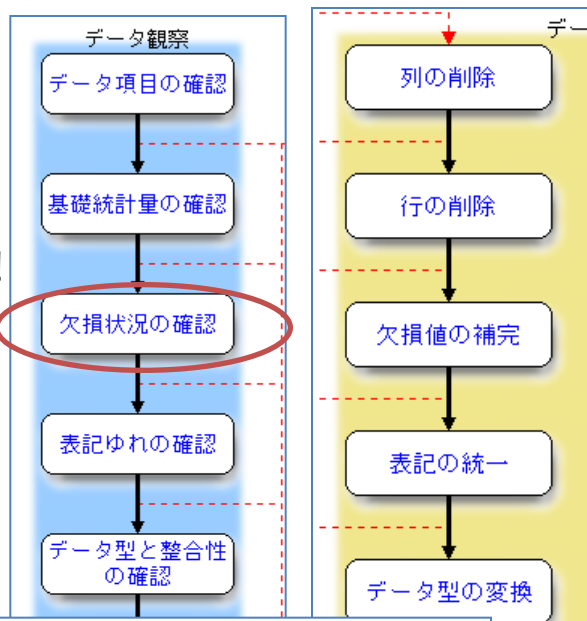 データ観察
データ項目の確認
基礎統計量の確認
!
欠損状況の確認
表記ゆれの確認
データ型と整合性
の確認
デー
列の削除
行の削除
欠損値の補完
表記の統一
データ型の変換